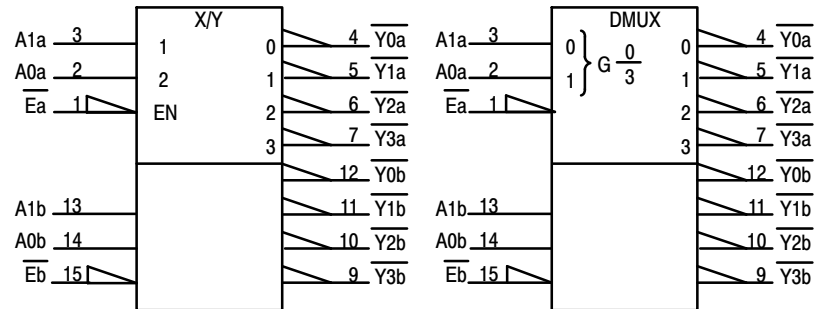 X/Y
A1a 3 1 0 4 Y0a
A0a 2 2 1 5 Y1a
Ea 1 EN 2 6 Y2a
3 7 Y3a
12 Y0b
A1b 13 11 Y1b
A0b 14 10 Y2b
Eb 15 9 Y3b
DMUX
A1a 3 0 0 4 Y0a
A0a 2 1 G 0 3 1 5 Y1a
Ea 1 2 6 Y2a
3 7 Y3a
12 Y0b
A1b 13 11 Y1b
A0b 14 10 Y2b
Eb 15 9 Y3b